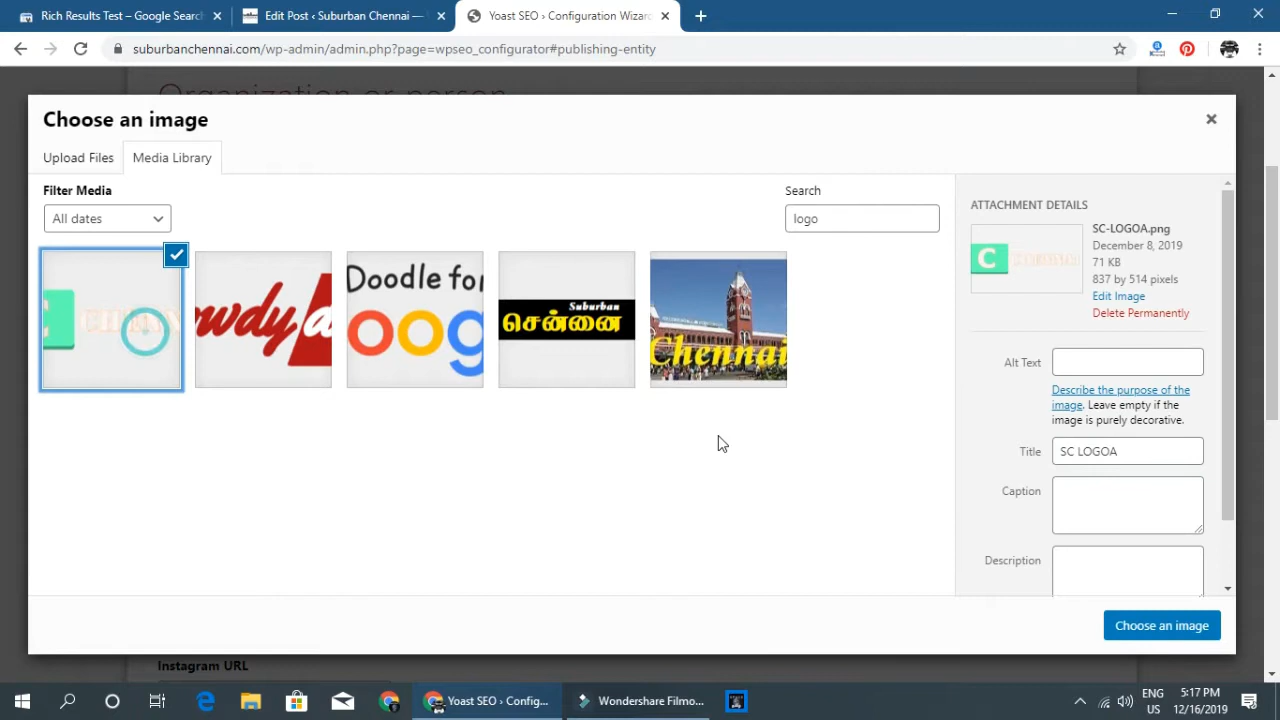 Rich Results Test – Google Search
Edit Post ‹ Suburban Chennai —
Yoast SEO › Configuration Wizard
suburbanchennai.com/wp-admin/admin.php?page=wpseo_configurator#publishing-entity
Organization or person
Choose an image
Upload Files
Media Library
Filter Media
All dates
Search
logo
Doodle for
Suburban
சென்னை
Chennai
ATTACHMENT DETAILS
SC-LOGOA.png
December 8, 2019
71 KB
837 by 514 pixels
Edit Image
Delete Permanently
C
Alt Text
Describe the purpose of the
image. Leave empty if the
image is purely decorative.
Title
SC LOGOA
Caption
Description
Choose an image
Instagram URL
Yoast SEO › Config...
Wondershare Filmo...
ENG
US
5:17 PM
12/16/2019